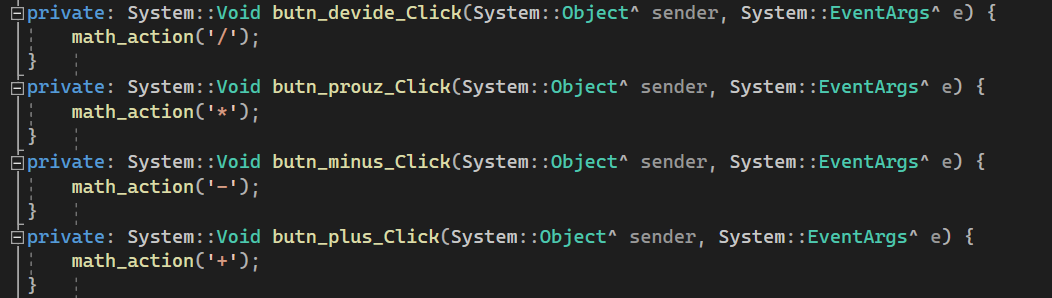 private: System::Void butn_devide_Click(System::Object^ sender, System::EventArgs^ e) {
math_action('/');
}
private: System::Void butn_prouz_Click(System::Object^ sender, System::EventArgs^ e) {
math_action('*');
}
private: System::Void butn_minus_Click(System::Object^ sender, System::EventArgs^ e) {
math_action('-');
}
private: System::Void butn_plus_Click(System::Object^ sender, System::EventArgs^ e) {
math_action('+');
}